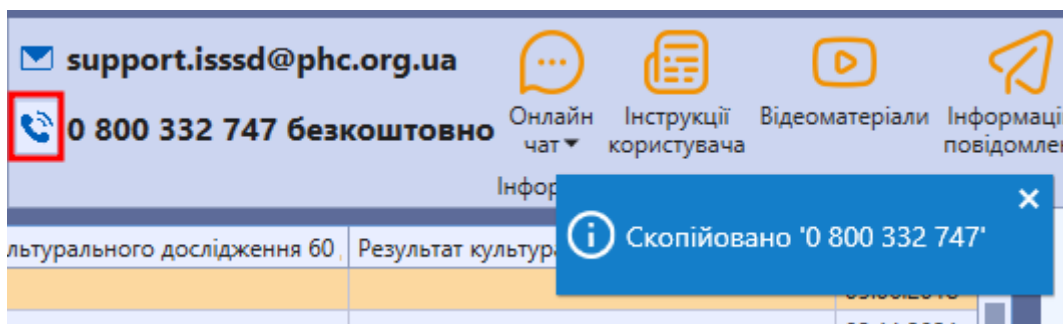 support.isssd@phc.org.ua
0 800 332 747 безкоштовно
Онлайн
чат
Інструкції
користувача
Відеоматеріали
Інформаці
повідомле
Інфор
Скопійовано '0 800 332 747'
льтурального дослідження 60
Результат культур